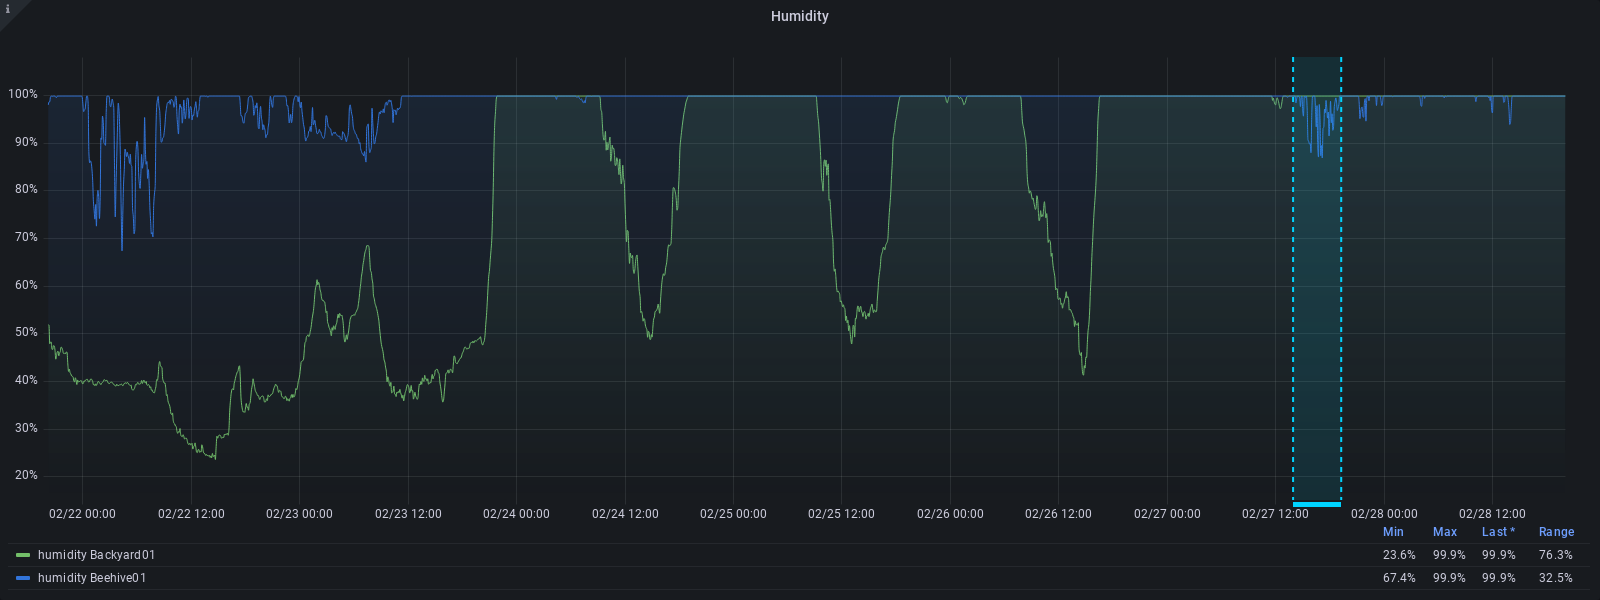 i
Humidity
100%
90%
80%
70%
60%
50%
40%
30%
20%
02/22 00:00 02/22 12:00 02/23 00:00 02/23 12:00 02/24 00:00 02/24 12:00 02/25 00:00 02/25 12:00 02/26 00:00 02/26 12:00 02/27 00:00 02/27 12:00 02/28 00:00 02/28 12:00
Min Max Last * Range
humidity Backyard01 23.6% 99.9% 99.9% 76.3%
humidity Beehive01 67.4% 99.9% 99.9% 32.5%